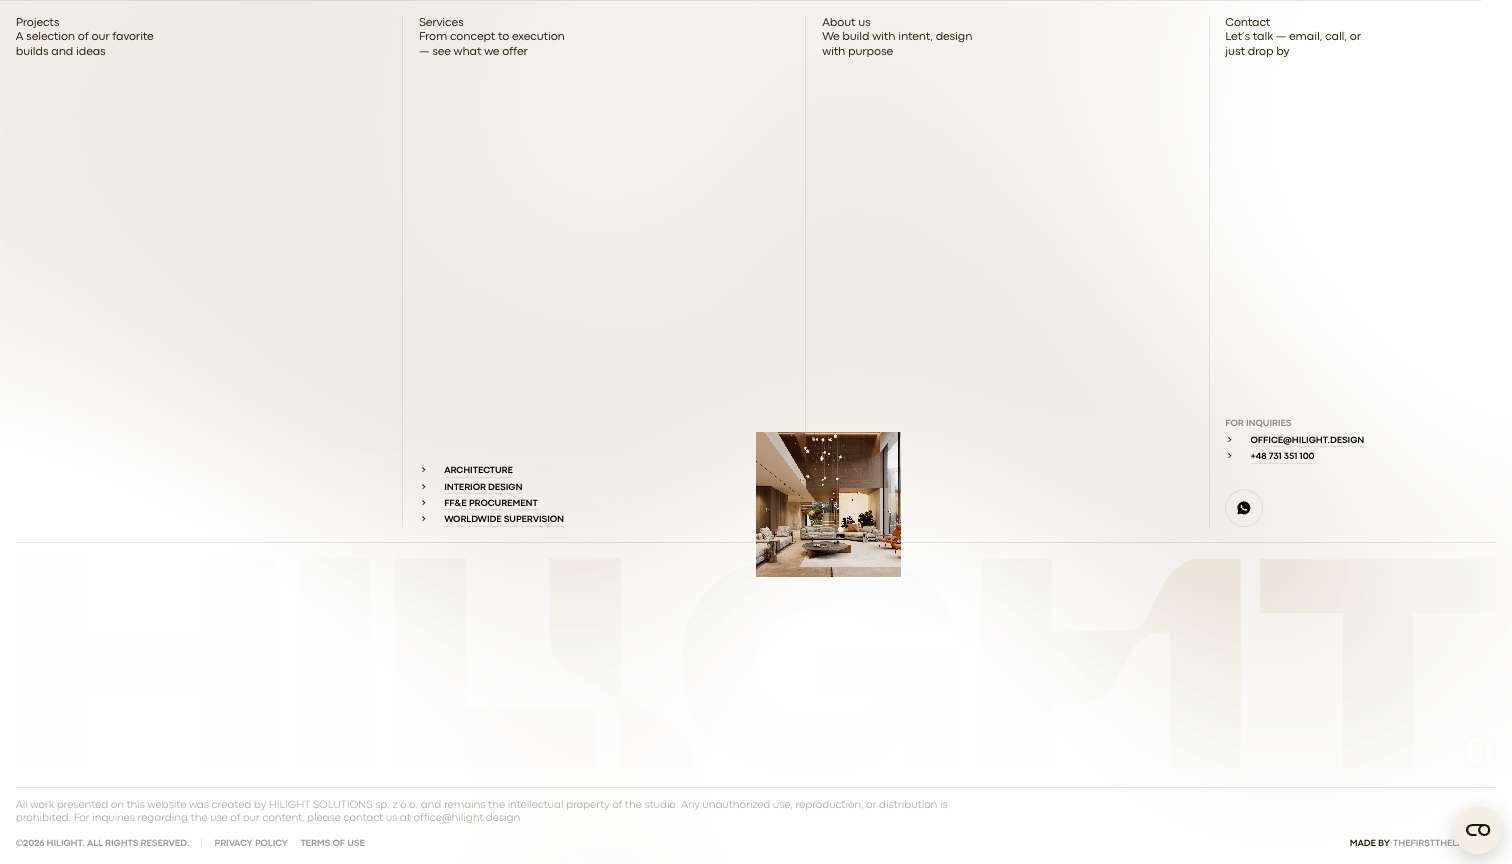 Projects
A selection of our favorite
builds and ideas
Services
From concept to execution
— see what we offer
About us
We build with intent, design
with purpose
Contact
Let's talk — email, call, or
just drop by
ARCHITECTURE
INTERIOR DESIGN
FF&E PROCUREMENT
WORLDWIDE SUPERVISION
FOR INQUIRIES
OFFICE@HILIGHT.DESIGN
+48 731 351 100
HILIGHT
All work presented on this website was created by HILIGHT SOLUTIONS sp. z o.o. and remains the intellectual property of the studio. Any unauthorized use, reproduction, or distribution is
prohibited. For inquiries regarding the use of our content, please contact us at office@hilight.design
©2026 HILIGHT. ALL RIGHTS RESERVED.
PRIVACY POLICY
TERMS OF USE
MADE BY